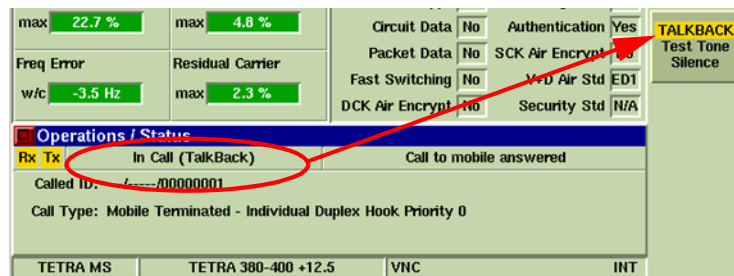 max 22.7 % max 4.8 % Circuit Data No Authentication Yes
Packet Data No SCK Air Encrypt
Freq Error Residual Carrier Fast Switching No V+D Air Std ED1
w/c -3.5 Hz max 2.3 % DCK Air Encrypt No Security Std N/A
TALKBACK
Test Tone
Silence
Operations / Status
Rx Tx In Call (TalkBack) Call to mobile answered
Called ID: /-----/00000001
Call Type: Mobile Terminated - Individual Duplex Hook Priority 0
TETRA MS TETRA 380-400 +12.5 VNC INT